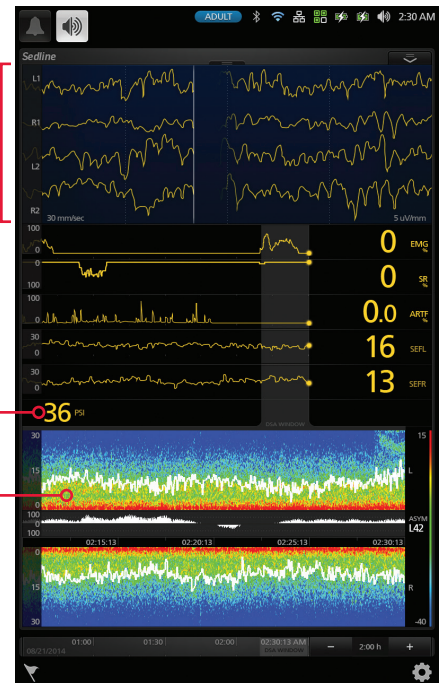 ADULT 2:30 AM
Sedline
L1
R1
L2
R2
30 mm/sec 5 uV/mm
100
0
0 EMG %
0
100
0 SR %
100
0
0.0 ARTF %
30
0
16 SEFL
30
0
13 SEFR
36 PSI
DSA WINDOW
30 15
15 L
0
100 ASYM
0 L42
100
02:15:13 02:20:13 02:25:13 02:30:13
0
15 R
30 -40
01:00 01:30 02:00 02:30:13 AM − 2:00 h +
08/21/2014 DSA WINDOW